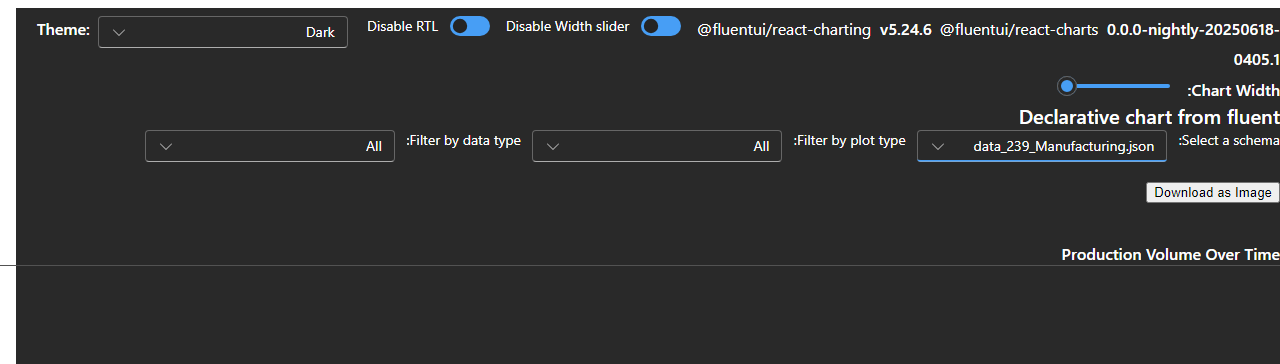 Theme: Dark Disable RTL Disable Width slider @fluentui/react-charting v5.24.6 @fluentui/react-charts 0.0.0-nightly-20250618-
0405.1
:Chart Width
Declarative chart from fluent
:Select a schema data_239_Manufacturing.json :Filter by plot type All :Filter by data type All
Download as Image
Production Volume Over Time